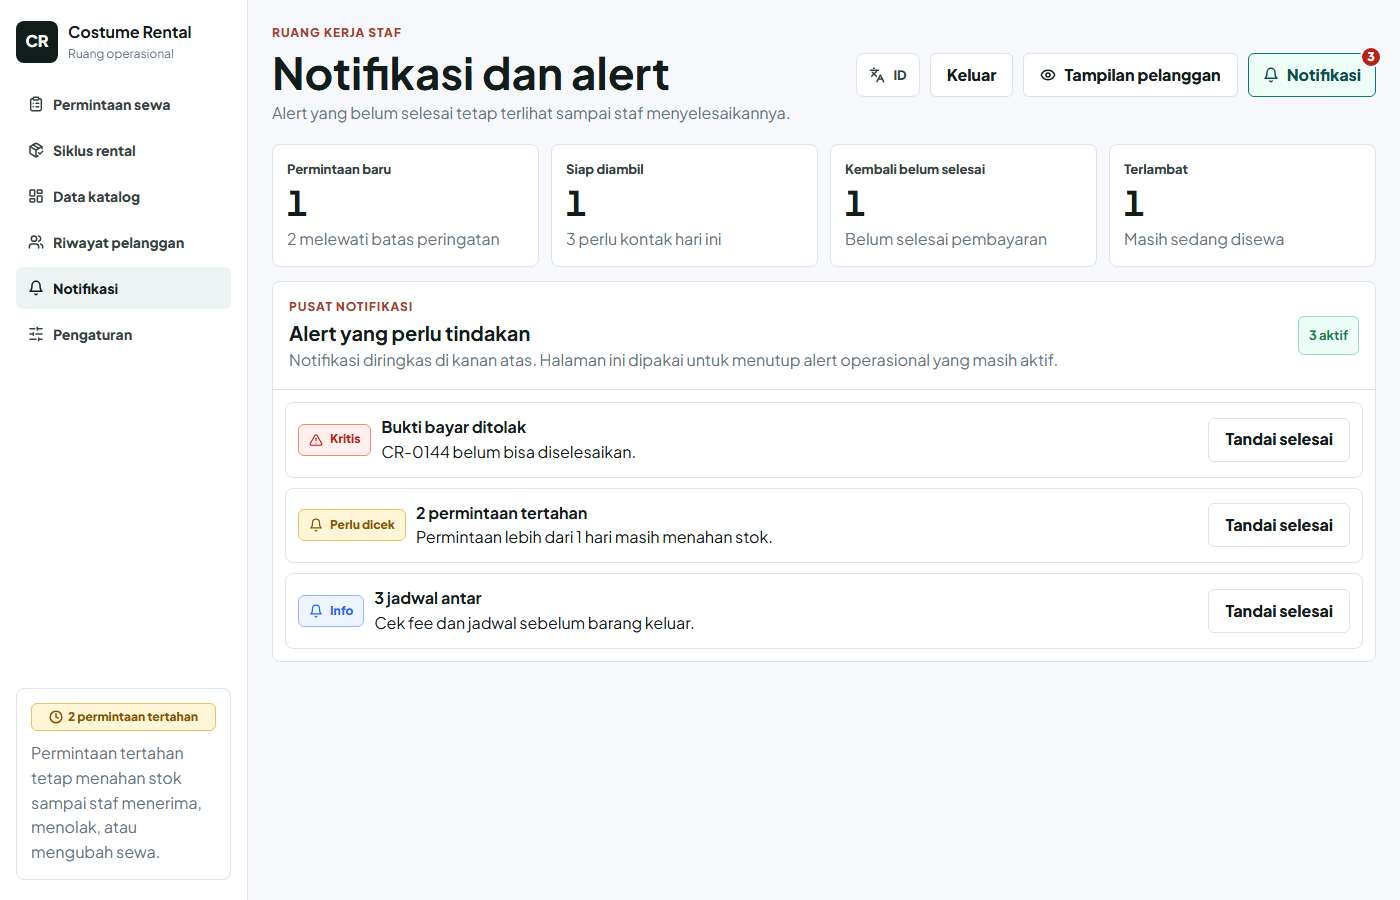 CR
Costume Rental
Ruang operasional
Permintaan sewa
Siklus rental
Data katalog
Riwayat pelanggan
Notifikasi
Pengaturan
2 permintaan tertahan
Permintaan tertahan
tetap menahan stok
sampai staf menerima,
menolak, atau
mengubah sewa.
RUANG KERJA STAF
Notifikasi dan alert
Alert yang belum selesai tetap terlihat sampai staf menyelesaikannya.
ID
Keluar
Tampilan pelanggan
Notifikasi
3
Permintaan baru
1
2 melewati batas peringatan
Siap diambil
1
3 perlu kontak hari ini
Kembali belum selesai
1
Belum selesai pembayaran
Terlambat
1
Masih sedang disewa
PUSAT NOTIFIKASI
Alert yang perlu tindakan
Notifikasi diringkas di kanan atas. Halaman ini dipakai untuk menutup alert operasional yang masih aktif.
3 aktif
Kritis
Bukti bayar ditolak
CR-0144 belum bisa diselesaikan.
Tandai selesai
Perlu dicek
2 permintaan tertahan
Permintaan lebih dari 1 hari masih menahan stok.
Tandai selesai
Info
3 jadwal antar
Cek fee dan jadwal sebelum barang keluar.
Tandai selesai